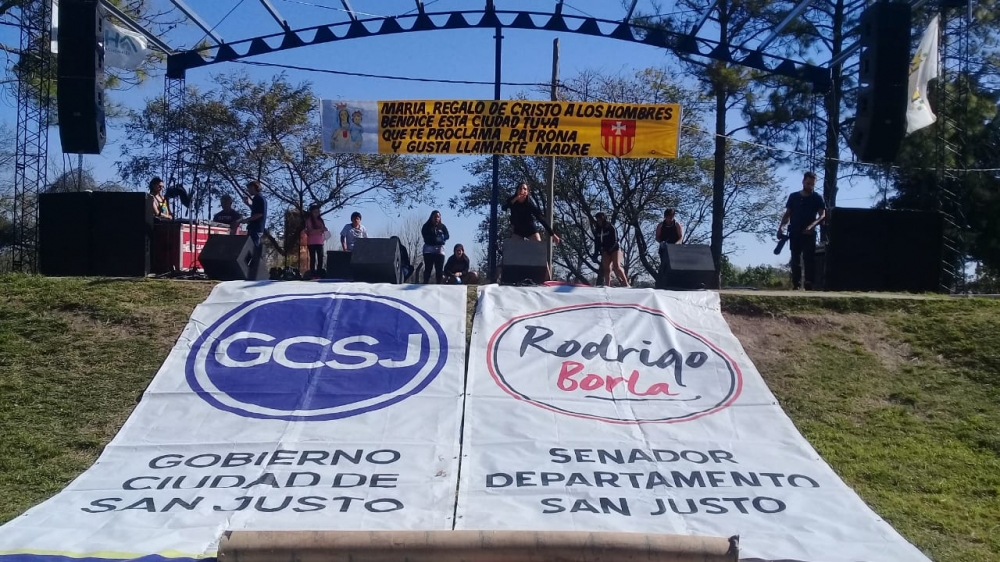 MARIA, REGALO DE CRISTO A LOS HOMBRES
BENDICE ESTA CIUDAD TUYA
QUE TE PROCLAMA PATRONA
Y GUSTA LLAMARTE MADRE
GCSJ
GOBIERNO
CIUDAD DE
SAN JUSTO
Rodrigo
Borla
SENADOR
DEPARTAMENTO
SAN JUSTO